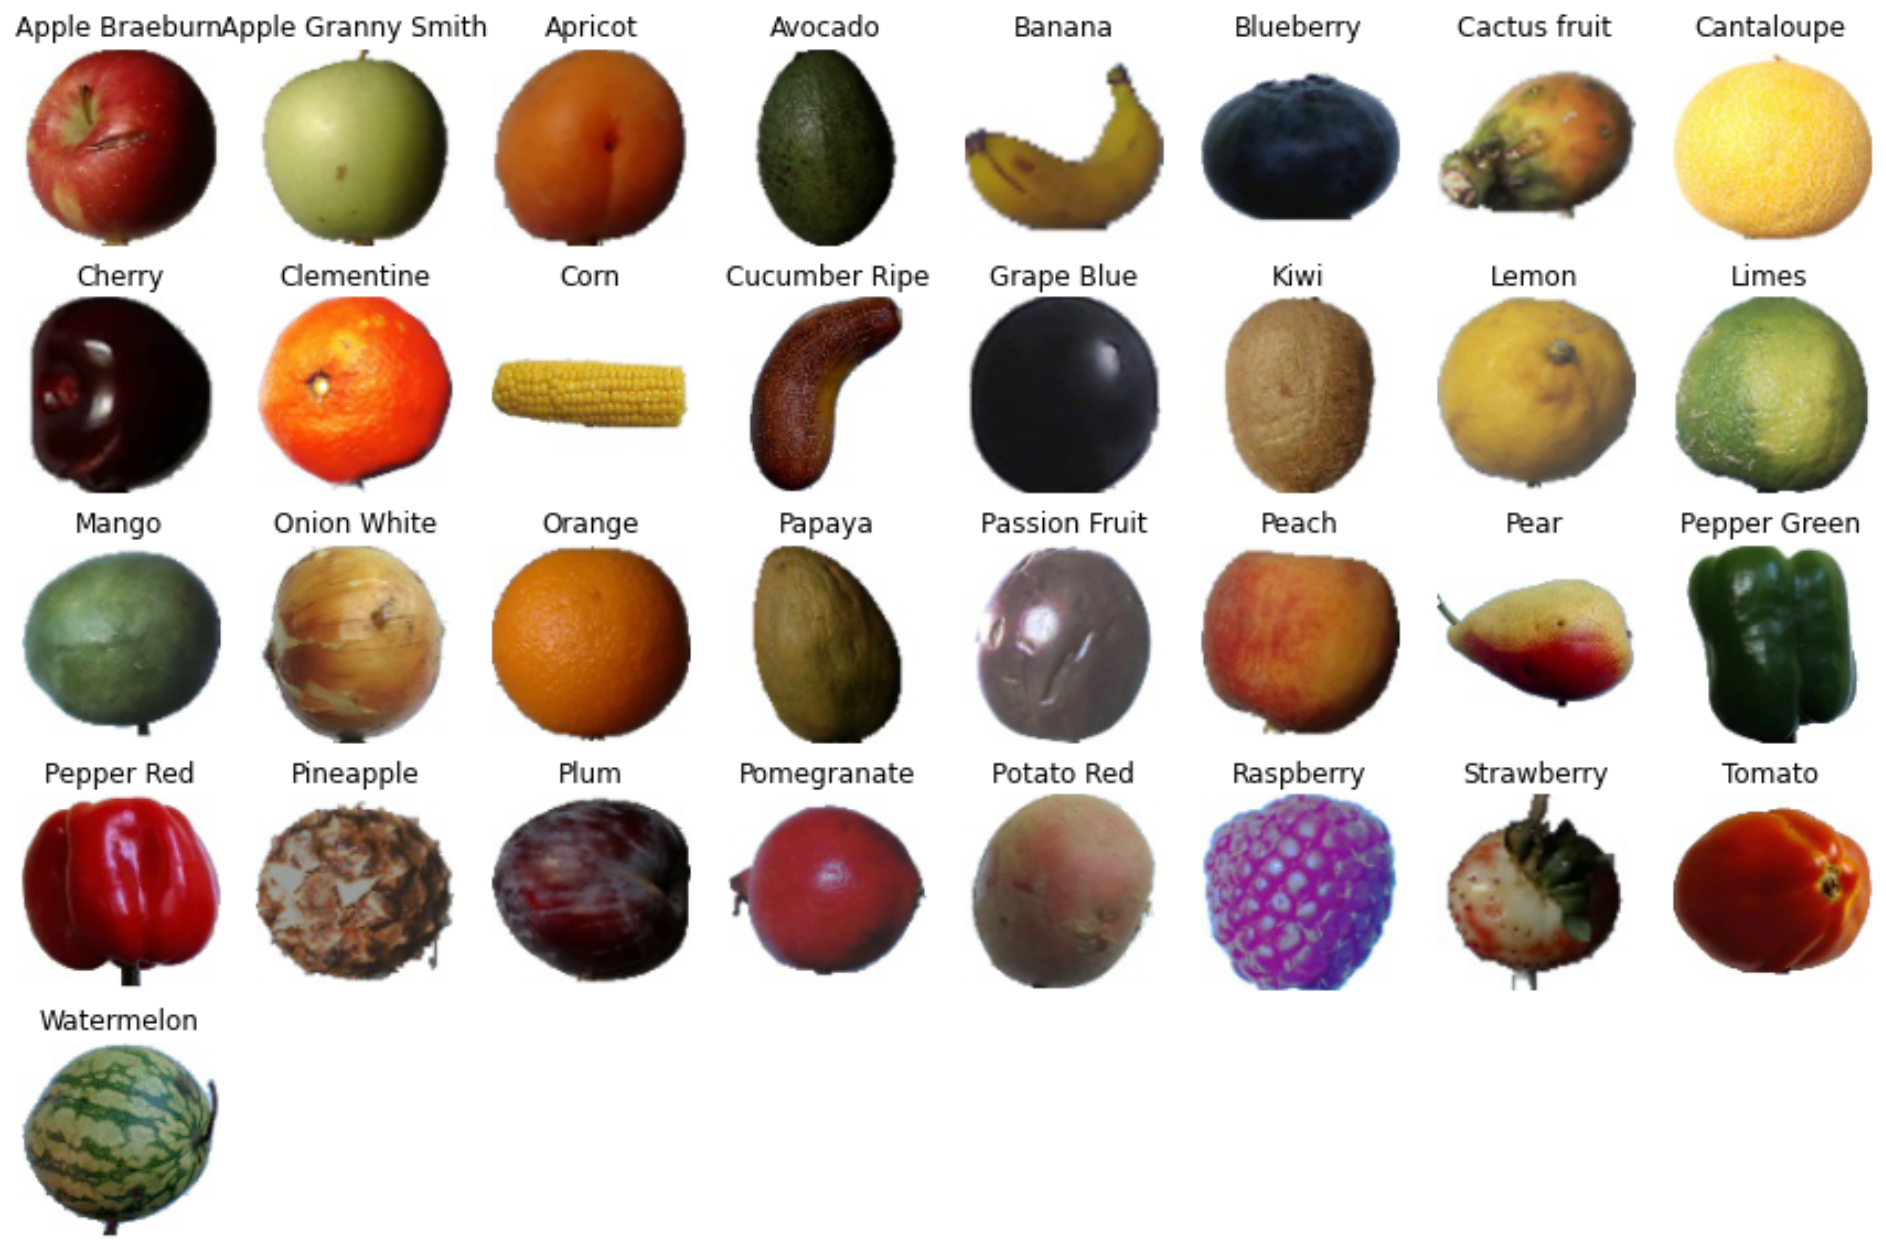 Apple Braeburn Apple Granny Smith Apricot Avocado Banana Blueberry Cactus fruit Cantaloupe
Cherry Clementine Corn Cucumber Ripe Grape Blue Kiwi Lemon Limes
Mango Onion White Orange Papaya Passion Fruit Peach Pear Pepper Green
Pepper Red Pineapple Plum Pomegranate Potato Red Raspberry Strawberry Tomato
Watermelon